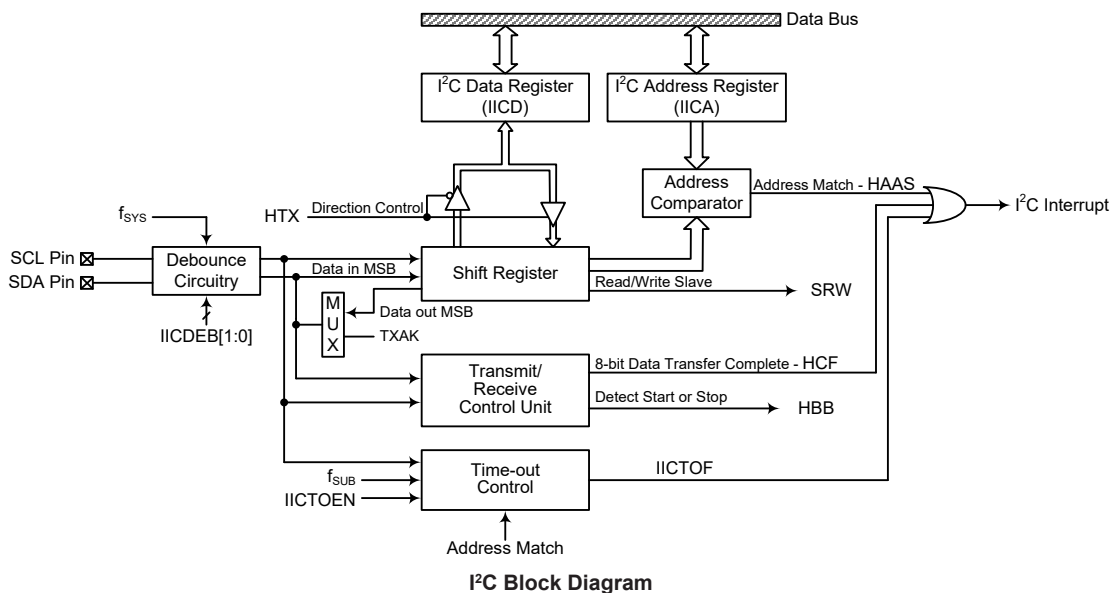 Data Bus
I²C Data Register
(IICD)
I²C Address Register
(IICA)
Address
Comparator
Address Match - HAAS
I²C Interrupt
HTX
Direction Control
fSYS
SCL Pin
SDA Pin
Debounce
Circuitry
IICDEB[1:0]
Data in MSB
Shift Register
Read/Write Slave
SRW
M
U
X
Data out MSB
TXAK
Transmit/
Receive
Control Unit
8-bit Data Transfer Complete - HCF
Detect Start or Stop
HBB
Time-out
Control
fSUB
IICTOEN
IICTOF
Address Match
I²C Block Diagram